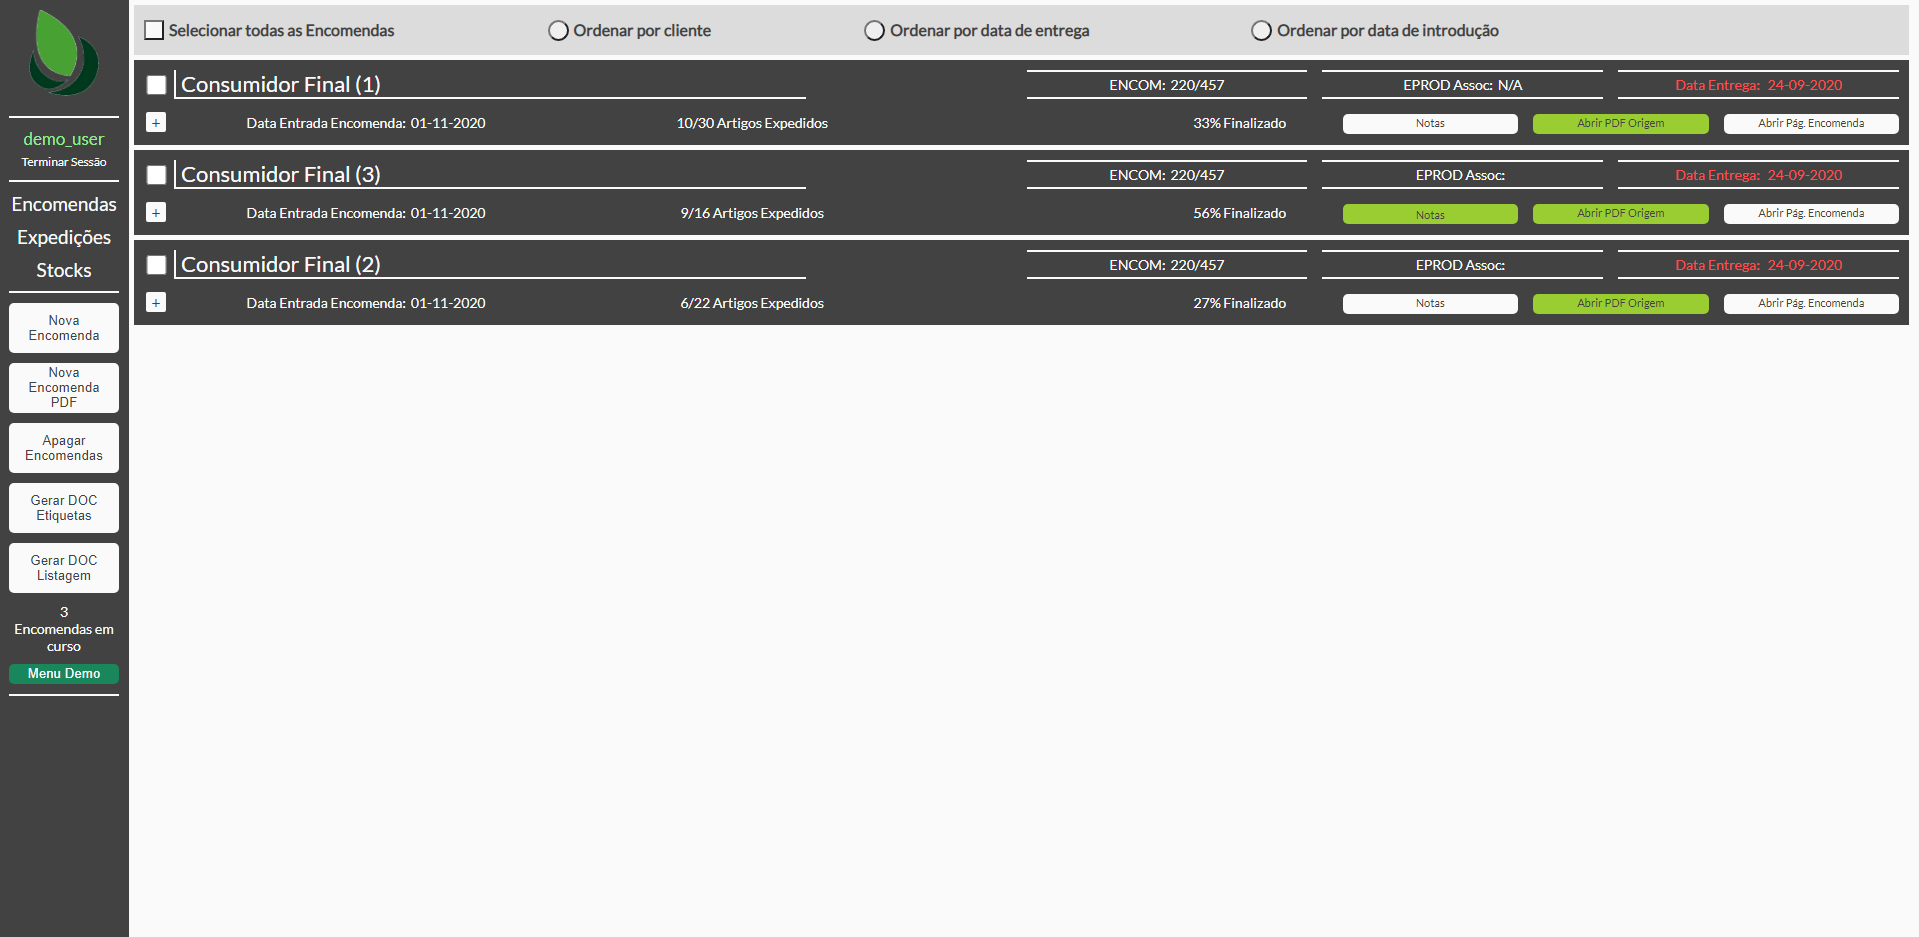 demo_user
Terminar Sessão
Encomendas
Expedições
Stocks
Nova
Encomenda
Nova
Encomenda
PDF
Apagar
Encomendas
Gerar DOC
Etiquetas
Gerar DOC
Listagem
3
Encomendas em
curso
Menu Demo
Selecionar todas as Encomendas Ordenar por cliente Ordenar por data de entrega Ordenar por data de introdução
Consumidor Final (1) ENCOM: 220/457 EPROD Assoc: N/A Data Entrega: 24-09-2020
+ Data Entrada Encomenda: 01-11-2020 10/30 Artigos Expedidos 33% Finalizado Notas Abrir PDF Origem Abrir Pág. Encomenda
Consumidor Final (3) ENCOM: 220/457 EPROD Assoc: Data Entrega: 24-09-2020
+ Data Entrada Encomenda: 01-11-2020 9/16 Artigos Expedidos 56% Finalizado Notas Abrir PDF Origem Abrir Pág. Encomenda
Consumidor Final (2) ENCOM: 220/457 EPROD Assoc: Data Entrega: 24-09-2020
+ Data Entrada Encomenda: 01-11-2020 6/22 Artigos Expedidos 27% Finalizado Notas Abrir PDF Origem Abrir Pág. Encomenda